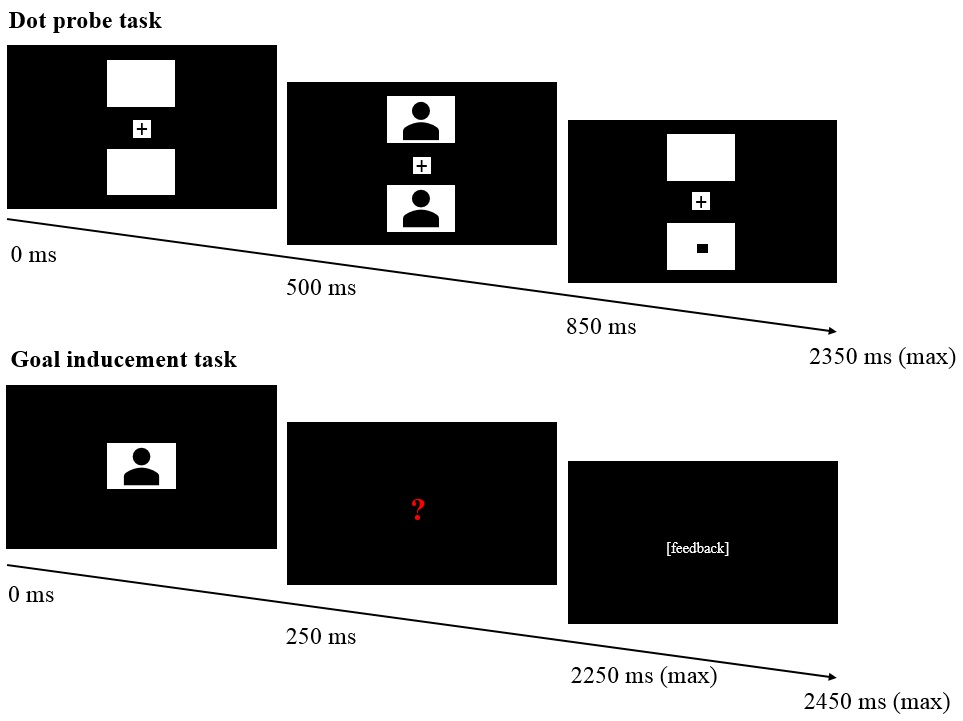 Dot probe task
+
+
+
0 ms
500 ms
850 ms
2350 ms (max)
Goal inducement task
?
[feedback]
0 ms
250 ms
2250 ms (max)
2450 ms (max)